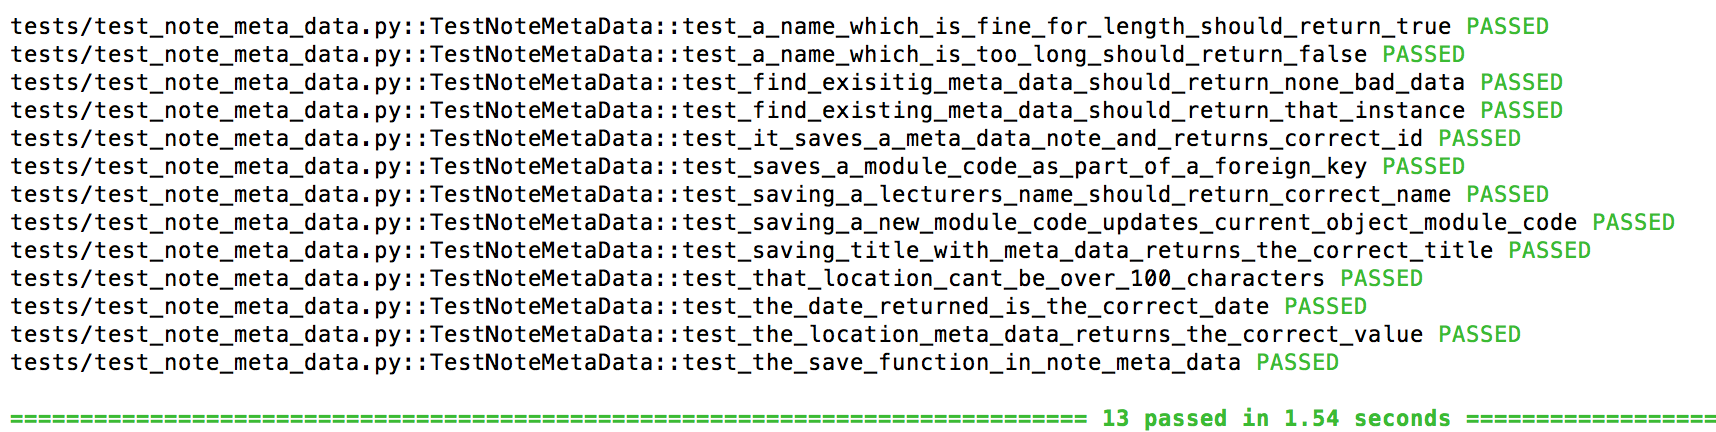 tests/test_note_meta_data.py::TestNoteMetaData::test_a_name_which_is_fine_for_length_should_return_true PASSED
tests/test_note_meta_data.py::TestNoteMetaData::test_a_name_which_is_too_long_should_return_false PASSED
tests/test_note_meta_data.py::TestNoteMetaData::test_find_exisitig_meta_data_should_return_none_bad_data PASSED
tests/test_note_meta_data.py::TestNoteMetaData::test_find_existing_meta_data_should_return_that_instance PASSED
tests/test_note_meta_data.py::TestNoteMetaData::test_it_saves_a_meta_data_note_and_returns_correct_id PASSED
tests/test_note_meta_data.py::TestNoteMetaData::test_saves_a_module_code_as_part_of_a_foreign_key PASSED
tests/test_note_meta_data.py::TestNoteMetaData::test_saving_a_lecturers_name_should_return_correct_name PASSED
tests/test_note_meta_data.py::TestNoteMetaData::test_saving_a_new_module_code_updates_current_object_module_code PASSED
tests/test_note_meta_data.py::TestNoteMetaData::test_saving_title_with_meta_data_returns_the_correct_title PASSED
tests/test_note_meta_data.py::TestNoteMetaData::test_that_location_cant_be_over_100_characters PASSED
tests/test_note_meta_data.py::TestNoteMetaData::test_the_date_returned_is_the_correct_date PASSED
tests/test_note_meta_data.py::TestNoteMetaData::test_the_location_meta_data_returns_the_correct_value PASSED
tests/test_note_meta_data.py::TestNoteMetaData::test_the_save_function_in_note_meta_data PASSED
============================================================================= 13 passed in 1.54 seconds ==================